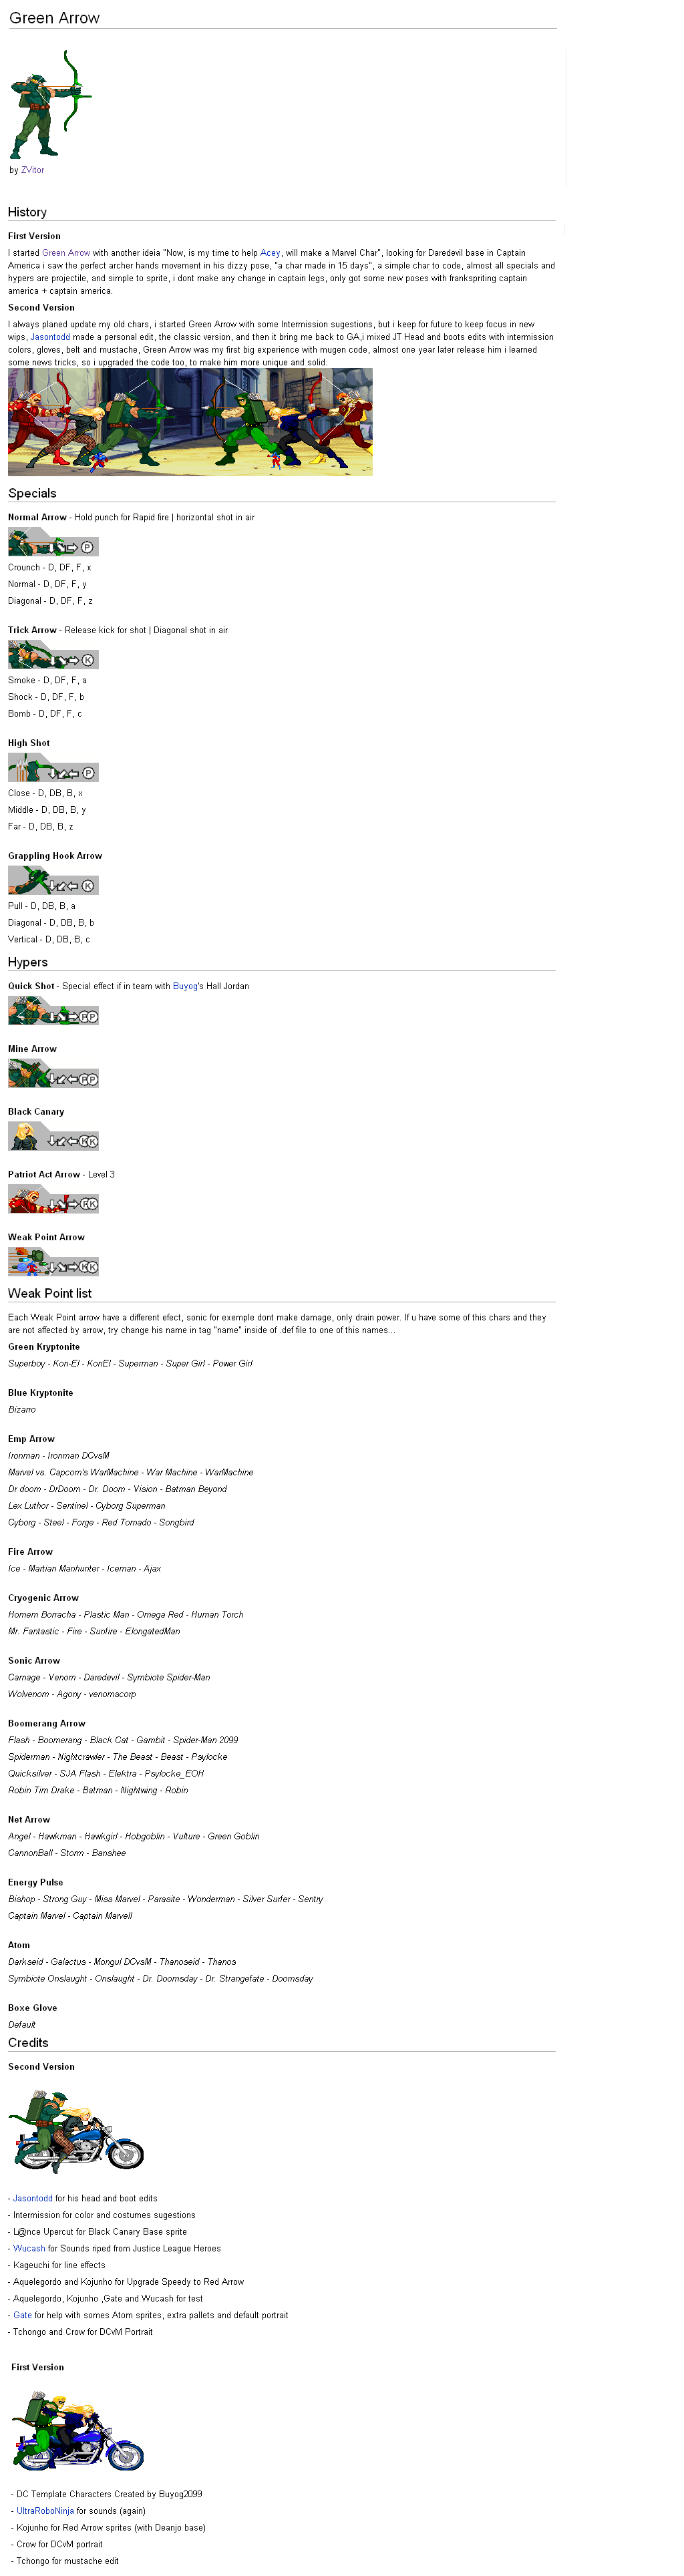 Green Arrow
by ZVitor
History
First Version
I started Green Arrow with another ideia "Now, is my time to help Acey, will make a Marvel Char", looking for Daredevil base in Captain
America i saw the perfect archer hands movement in his dizzy pose, "a char made in 15 days", a simple char to code, almost all specials and
hypers are projectile, and simple to sprite, i dont make any change in captain legs, only got some new poses with frankspriting captain
america + captain america.
Second Version
I always planed update my old chars, i started Green Arrow with some Intermission sugestions, but i keep for future to keep focus in new
wips, Jasontodd made a personal edit, the classic version, and then it bring me back to GA,i mixed JT Head and boots edits with intermission
colors, gloves, belt and mustache, Green Arrow was my first big experience with mugen code, almost one year later release him i learned
some news tricks, so i upgraded the code too, to make him more unique and solid.
Specials
Normal Arrow - Hold punch for Rapid fire | horizontal shot in air
P
Crounch - D, DF, F, x
Normal - D, DF, F, y
Diagonal - D, DF, F, z
Trick Arrow - Release kick for shot | Diagonal shot in air
K
Smoke - D, DF, F, a
Shock - D, DF, F, b
Bomb - D, DF, F, c
High Shot
P
Close - D, DB, B, x
Middle - D, DB, B, y
Far - D, DB, B, z
Grappling Hook Arrow
K
Pull - D, DB, B, a
Diagonal - D, DB, B, b
Vertical - D, DB, B, c
Hypers
Quick Shot - Special effect if in team with Buyog's Hall Jordan
PP
Mine Arrow
PP
Black Canary
KK
Patriot Act Arrow - Level 3
PK
Weak Point Arrow
KK
Weak Point list
Each Weak Point arrow have a different efect, sonic for exemple dont make damage, only drain power. If u have some of this chars and they
are not affected by arrow, try change his name in tag "name" inside of .def file to one of this names...
Green Kryptonite
Superboy - Kon-El - KonEl - Superman - Super Girl - Power Girl
Blue Kryptonite
Bizarro
Emp Arrow
Ironman - Ironman DCvsM
Marvel vs. Capcom's WarMachine - War Machine - WarMachine
Dr doom - DrDoom - Dr. Doom - Vision - Batman Beyond
Lex Luthor - Sentinel - Cyborg Superman
Cyborg - Steel - Forge - Red Tornado - Songbird
Fire Arrow
Ice - Martian Manhunter - Iceman - Ajax
Cryogenic Arrow
Homem Borracha - Plastic Man - Omega Red - Human Torch
Mr. Fantastic - Fire - Sunfire - ElongatedMan
Sonic Arrow
Carnage - Venom - Daredevil - Symbiote Spider-Man
Wolvenom - Agony - venomscorp
Boomerang Arrow
Flash - Boomerang - Black Cat - Gambit - Spider-Man 2099
Spiderman - Nightcrawler - The Beast - Beast - Psylocke
Quicksilver - SJA Flash - Elektra - Psylocke_EOH
Robin Tim Drake - Batman - Nightwing - Robin
Net Arrow
Angel - Hawkman - Hawkgirl - Hobgoblin - Vulture - Green Goblin
CannonBall - Storm - Banshee
Energy Pulse
Bishop - Strong Guy - Miss Marvel - Parasite - Wonderman - Silver Surfer - Sentry
Captain Marvel - Captain Marvell
Atom
Darkseid - Galactus - Mongul DCvsM - Thanoseid - Thanos
Symbiote Onslaught - Onslaught - Dr. Doomsday - Dr. Strangefate - Doomsday
Boxe Glove
Default
Credits
Second Version
- Jasontodd for his head and boot edits
- Intermission for color and costumes sugestions
- L@nce Upercut for Black Canary Base sprite
- Wucash for Sounds riped from Justice League Heroes
- Kageuchi for line effects
- Aquelegordo and Kojunho for Upgrade Speedy to Red Arrow
- Aquelegordo, Kojunho ,Gate and Wucash for test
- Gate for help with somes Atom sprites, extra pallets and default portrait
- Tchongo and Crow for DCvM Portrait
First Version
- DC Template Characters Created by Buyog2099
- UltraRoboNinja for sounds (again)
- Kojunho for Red Arrow sprites (with Deanjo base)
- Crow for DCvM portrait
- Tchongo for mustache edit